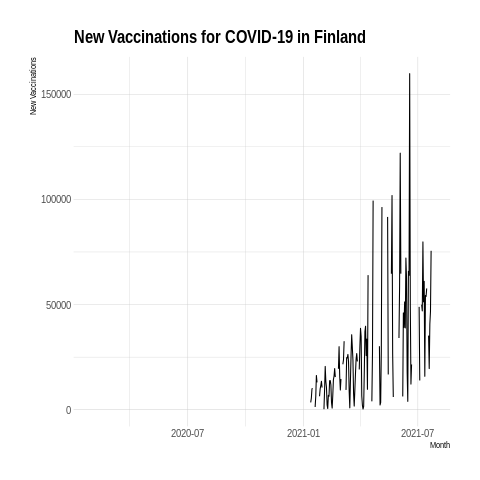 New Vaccinations for COVID-19 in Finland
New Vaccinations
150000
100000
50000
0
2020-07
2021-01
2021-07
Month